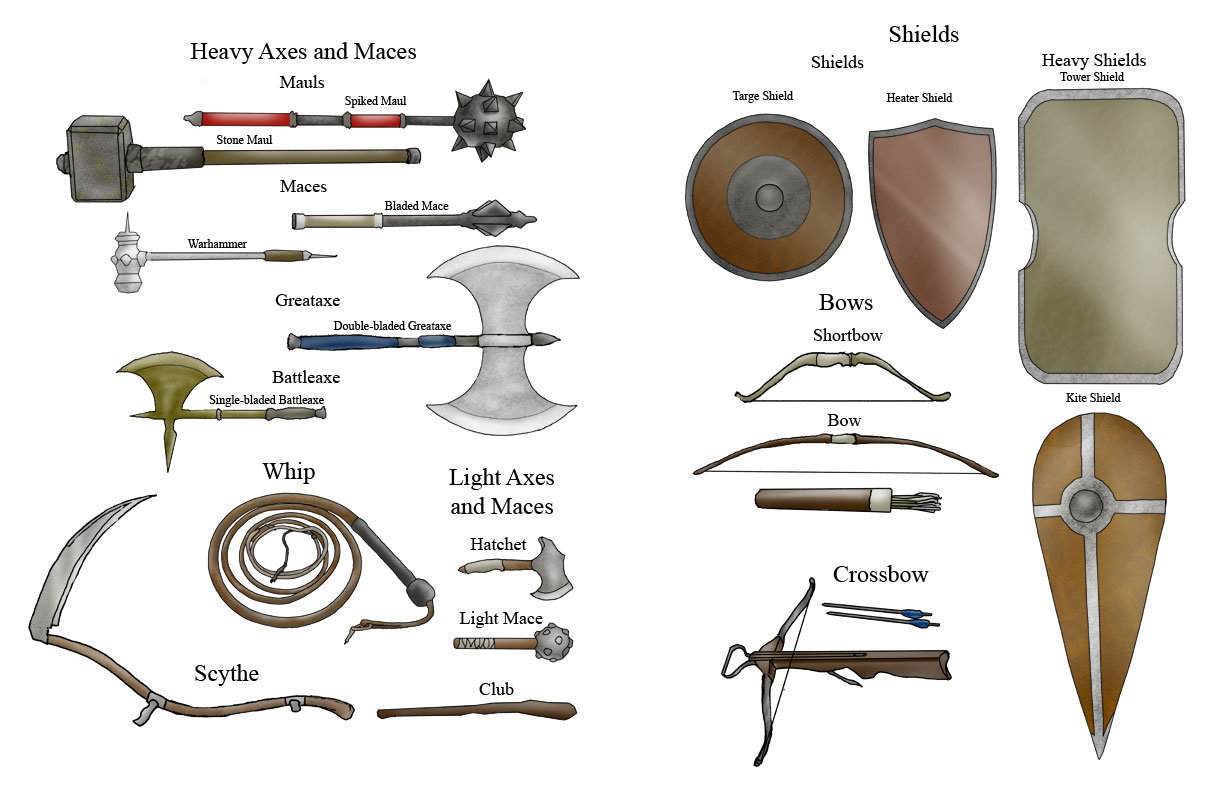 Heavy Axes and Maces
Mauls
Spiked Maul
Stone Maul
Maces
Bladed Mace
Warhammer
Greataxe
Double-bladed Greataxe
Battleaxe
Single-bladed Battleaxe
Whip
Light Axes
and Maces
Hatchet
Light Mace
Scythe
Club
Shields
Shields
Targe Shield
Heater Shield
Heavy Shields
Tower Shield
Kite Shield
Bows
Shortbow
Bow
Crossbow